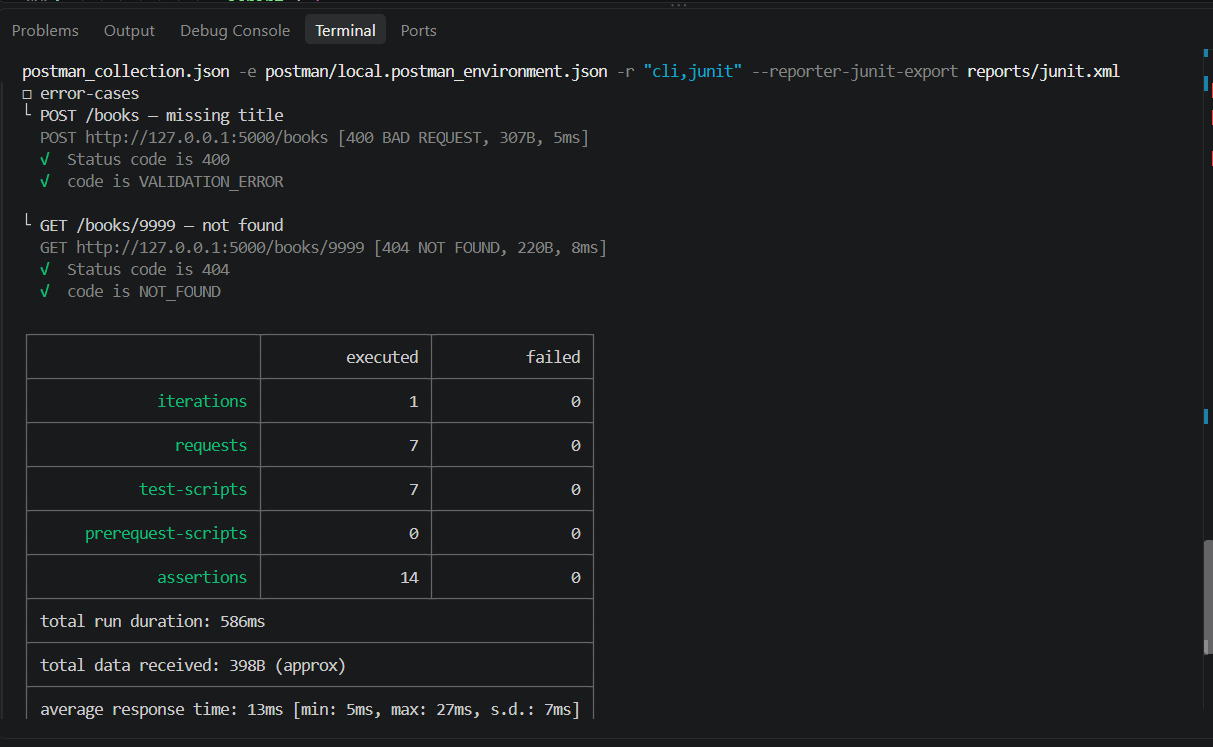 Problems Output Debug Console Terminal Ports
postman_collection.json -e postman/local.postman_environment.json -r "cli,junit" --reporter-junit-export reports/junit.xml
□ error-cases
└ POST /books – missing title
POST http://127.0.0.1:5000/books [400 BAD REQUEST, 307B, 5ms]
√ Status code is 400
√ code is VALIDATION_ERROR
└ GET /books/9999 – not found
GET http://127.0.0.1:5000/books/9999 [404 NOT FOUND, 220B, 8ms]
√ Status code is 404
√ code is NOT_FOUND
executed failed
iterations 1 0
requests 7 0
test-scripts 7 0
prerequest-scripts 0 0
assertions 14 0
total run duration: 586ms
total data received: 398B (approx)
average response time: 13ms [min: 5ms, max: 27ms, s.d.: 7ms]